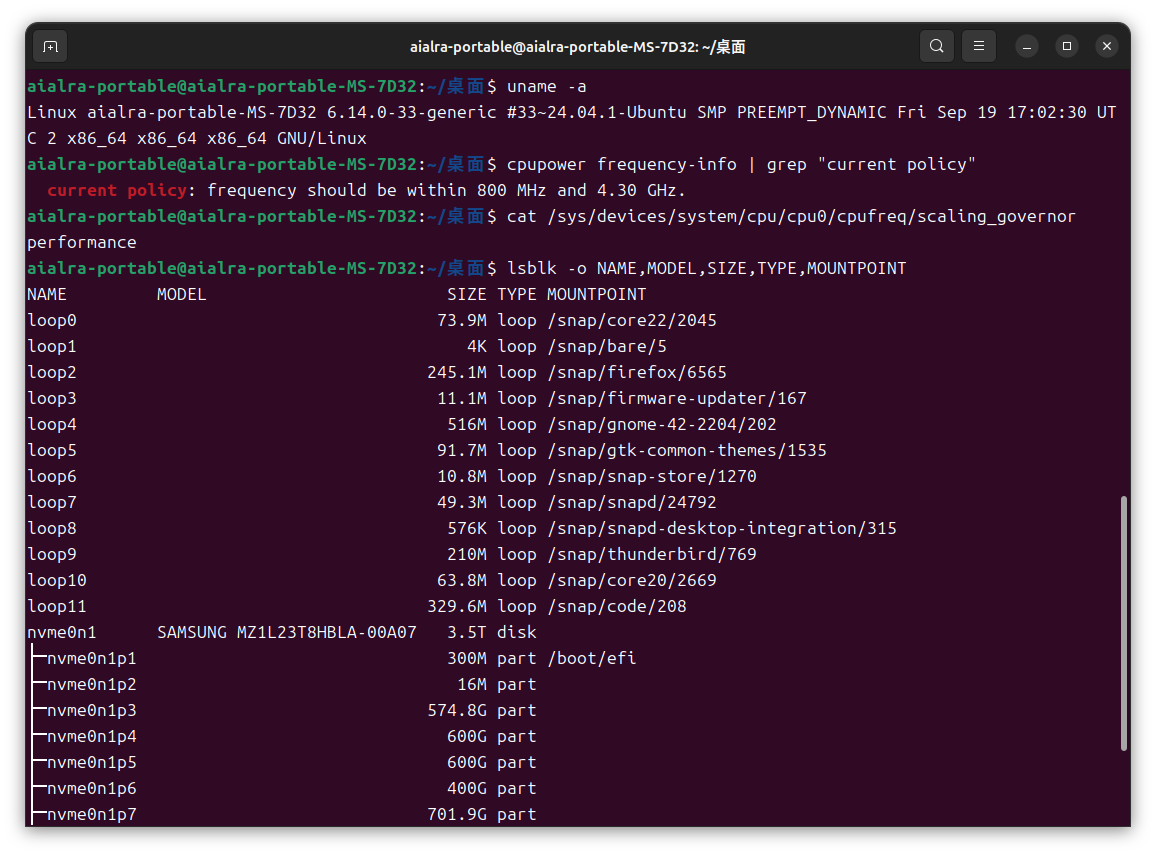 aialra-portable@aialra-portable-MS-7D32: ~/桌面
aialra-portable@aialra-portable-MS-7D32:~/桌面$ uname -a
Linux aialra-portable-MS-7D32 6.14.0-33-generic #33~24.04.1-Ubuntu SMP PREEMPT_DYNAMIC Fri Sep 19 17:02:30 UT
C 2 x86_64 x86_64 x86_64 GNU/Linux
aialra-portable@aialra-portable-MS-7D32:~/桌面$ cpupower frequency-info | grep "current policy"
  current policy: frequency should be within 800 MHz and 4.30 GHz.
aialra-portable@aialra-portable-MS-7D32:~/桌面$ cat /sys/devices/system/cpu/cpu0/cpufreq/scaling_governor
performance
aialra-portable@aialra-portable-MS-7D32:~/桌面$ lsblk -o NAME,MODEL,SIZE,TYPE,MOUNTPOINT
NAME         MODEL                        SIZE TYPE MOUNTPOINT
loop0                                    73.9M loop /snap/core22/2045
loop1                                       4K loop /snap/bare/5
loop2                                   245.1M loop /snap/firefox/6565
loop3                                    11.1M loop /snap/firmware-updater/167
loop4                                     516M loop /snap/gnome-42-2204/202
loop5                                    91.7M loop /snap/gtk-common-themes/1535
loop6                                    10.8M loop /snap/snap-store/1270
loop7                                    49.3M loop /snap/snapd/24792
loop8                                     576K loop /snap/snapd-desktop-integration/315
loop9                                     210M loop /snap/thunderbird/769
loop10                                   63.8M loop /snap/core20/2669
loop11                                  329.6M loop /snap/code/208
nvme0n1      SAMSUNG MZ1L23T8HBLA-00A07   3.5T disk
├─nvme0n1p1                               300M part /boot/efi
├─nvme0n1p2                                16M part
├─nvme0n1p3                             574.8G part
├─nvme0n1p4                               600G part
├─nvme0n1p5                               600G part
├─nvme0n1p6                               400G part
├─nvme0n1p7                             701.9G part